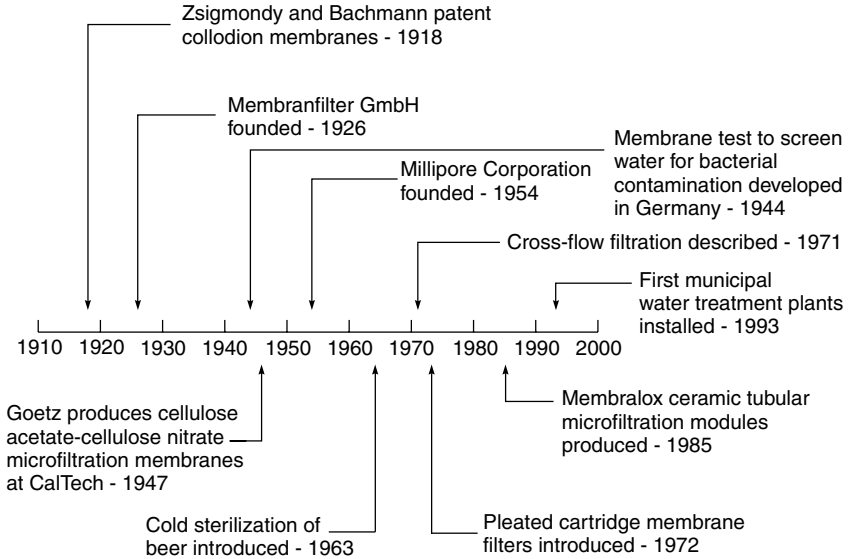 Zsigmondy and Bachmann patent
collodion membranes - 1918
Membranfilter GmbH
founded - 1926
Membrane test to screen
water for bacterial
contamination developed
in Germany - 1944
Millipore Corporation
founded - 1954
Cross-flow filtration described - 1971
First municipal
water treatment plants
installed - 1993
1910 1920 1930 1940 1950 1960 1970 1980 1990 2000
Goetz produces cellulose
acetate-cellulose nitrate
microfiltration membranes
at CalTech - 1947
Membralox ceramic tubular
microfiltration modules
produced - 1985
Cold sterilization of
beer introduced - 1963
Pleated cartridge membrane
filters introduced - 1972